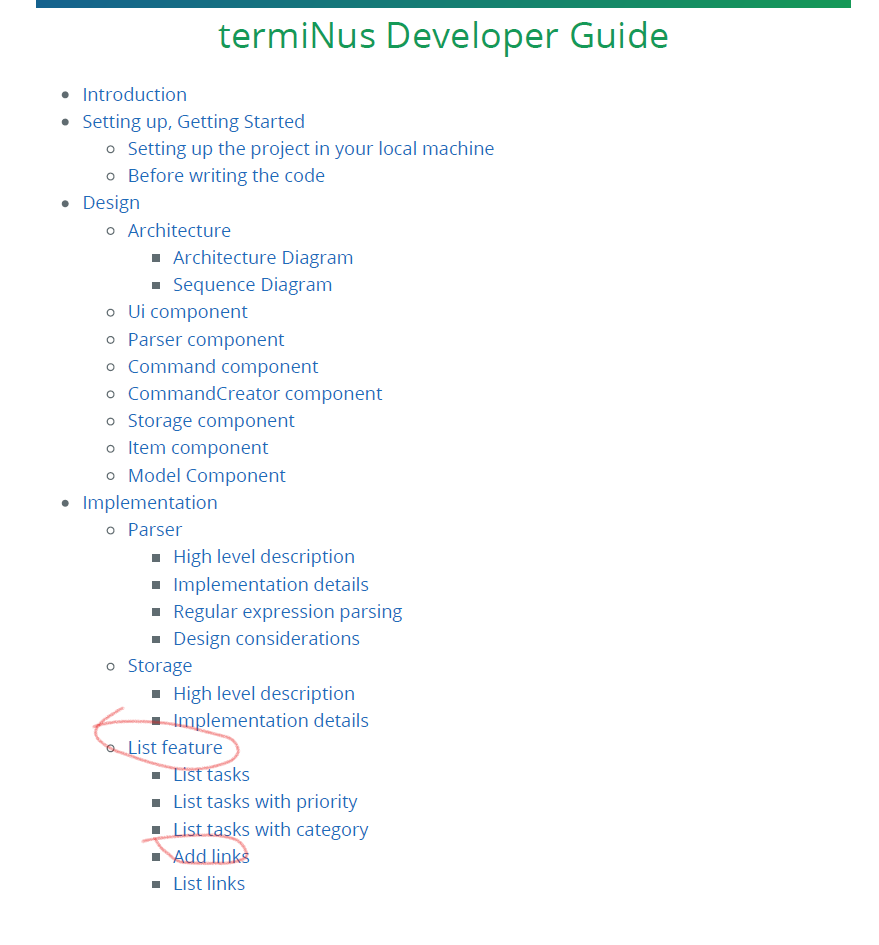 termiNus Developer Guide
Introduction
Setting up, Getting Started
Setting up the project in your local machine
Before writing the code
Design
Architecture
Architecture Diagram
Sequence Diagram
Ui component
Parser component
Command component
CommandCreator component
Storage component
Item component
Model Component
Implementation
Parser
High level description
Implementation details
Regular expression parsing
Design considerations
Storage
High level description
Implementation details
List feature
List tasks
List tasks with priority
List tasks with category
Add links
List links